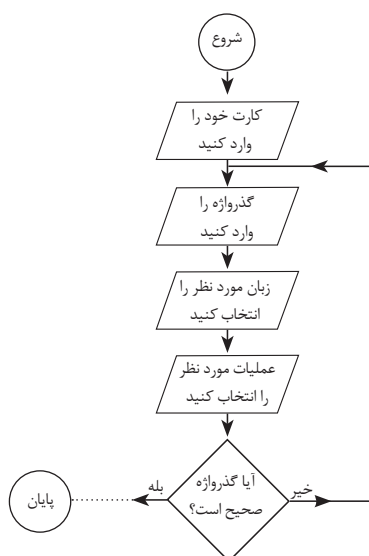 شروع
کارت خود را
وارد کنید
گذرواژه را
وارد کنید
زبان مورد نظر را
انتخاب کنید
عملیات مورد نظر
را انتخاب کنید
آیا گذرواژه
صحیح است؟
خیر
بله
پایان